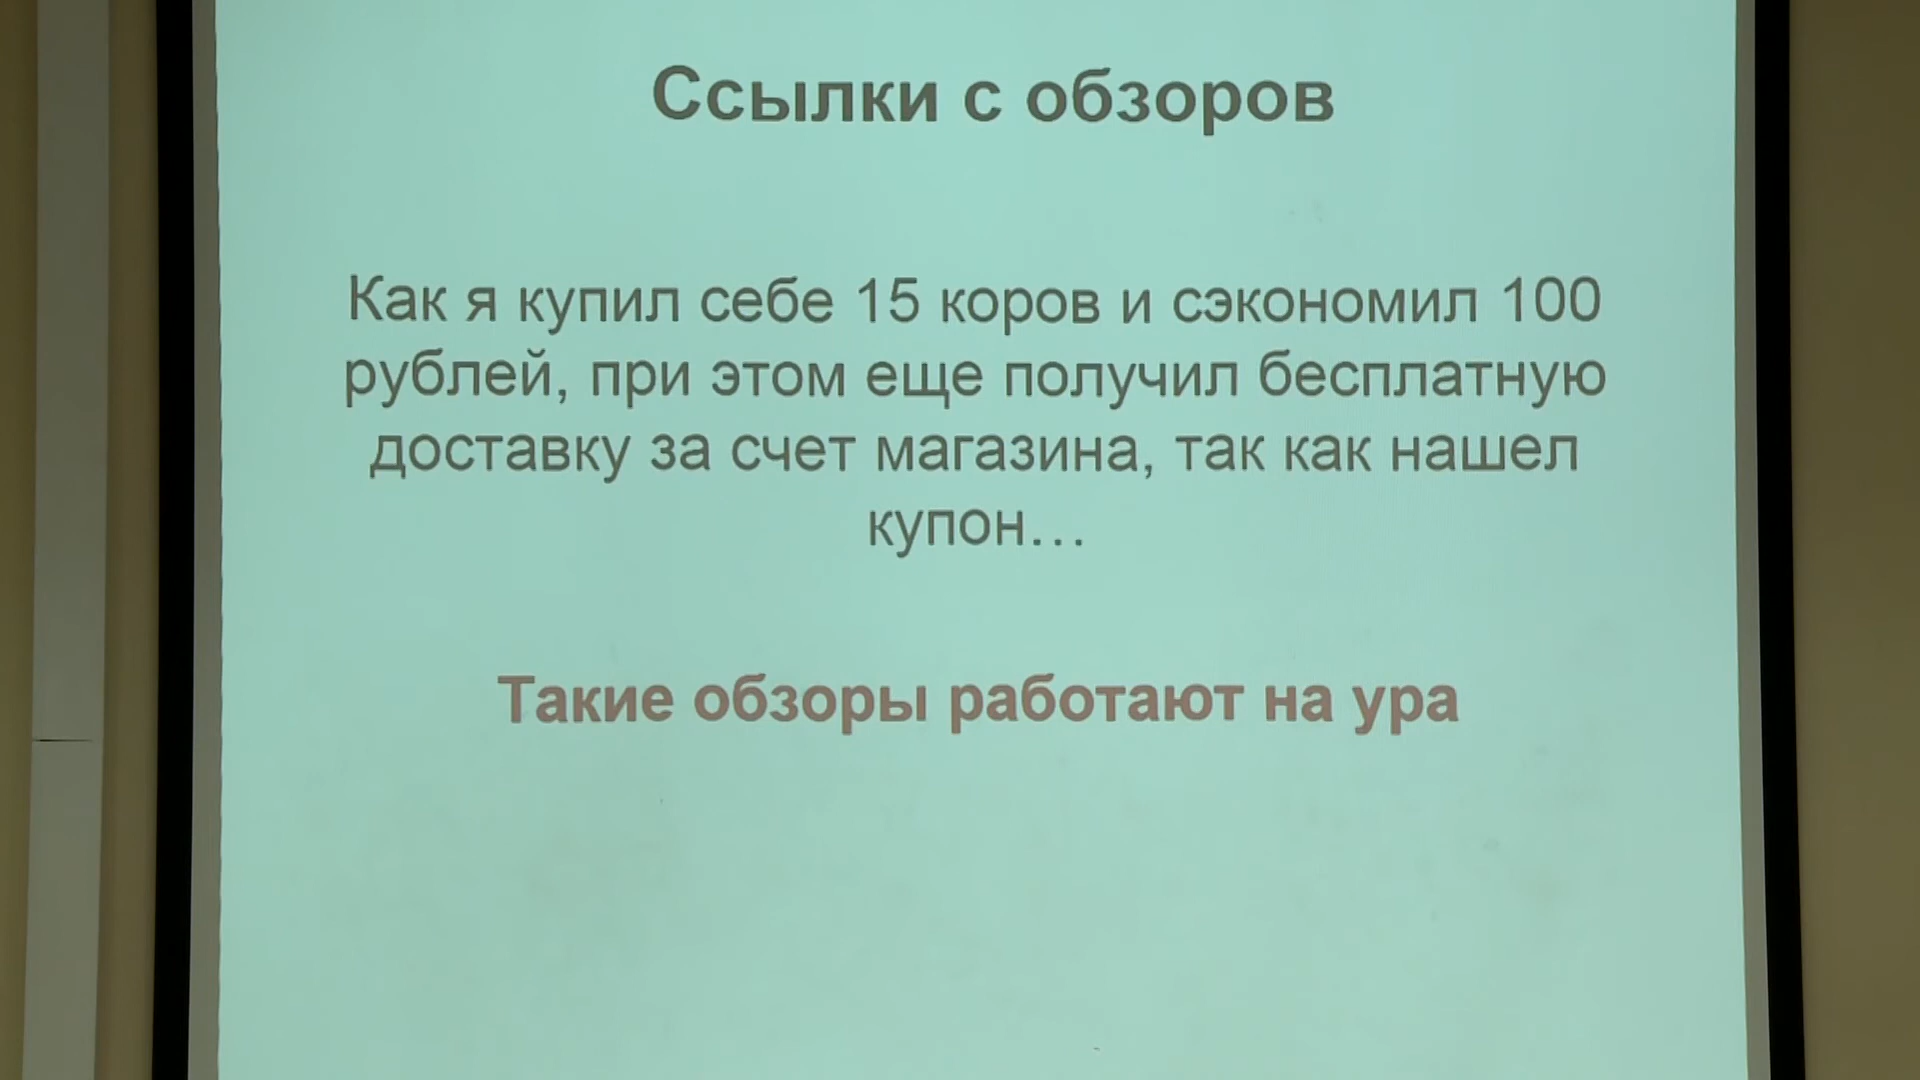 Ссылки с обзоров
Как я купил себе 15 коров и сэкономил 100
рублей, при этом еще получил бесплатную
доставку за счет магазина, так как нашел
купон…
Такие обзоры работают на ура